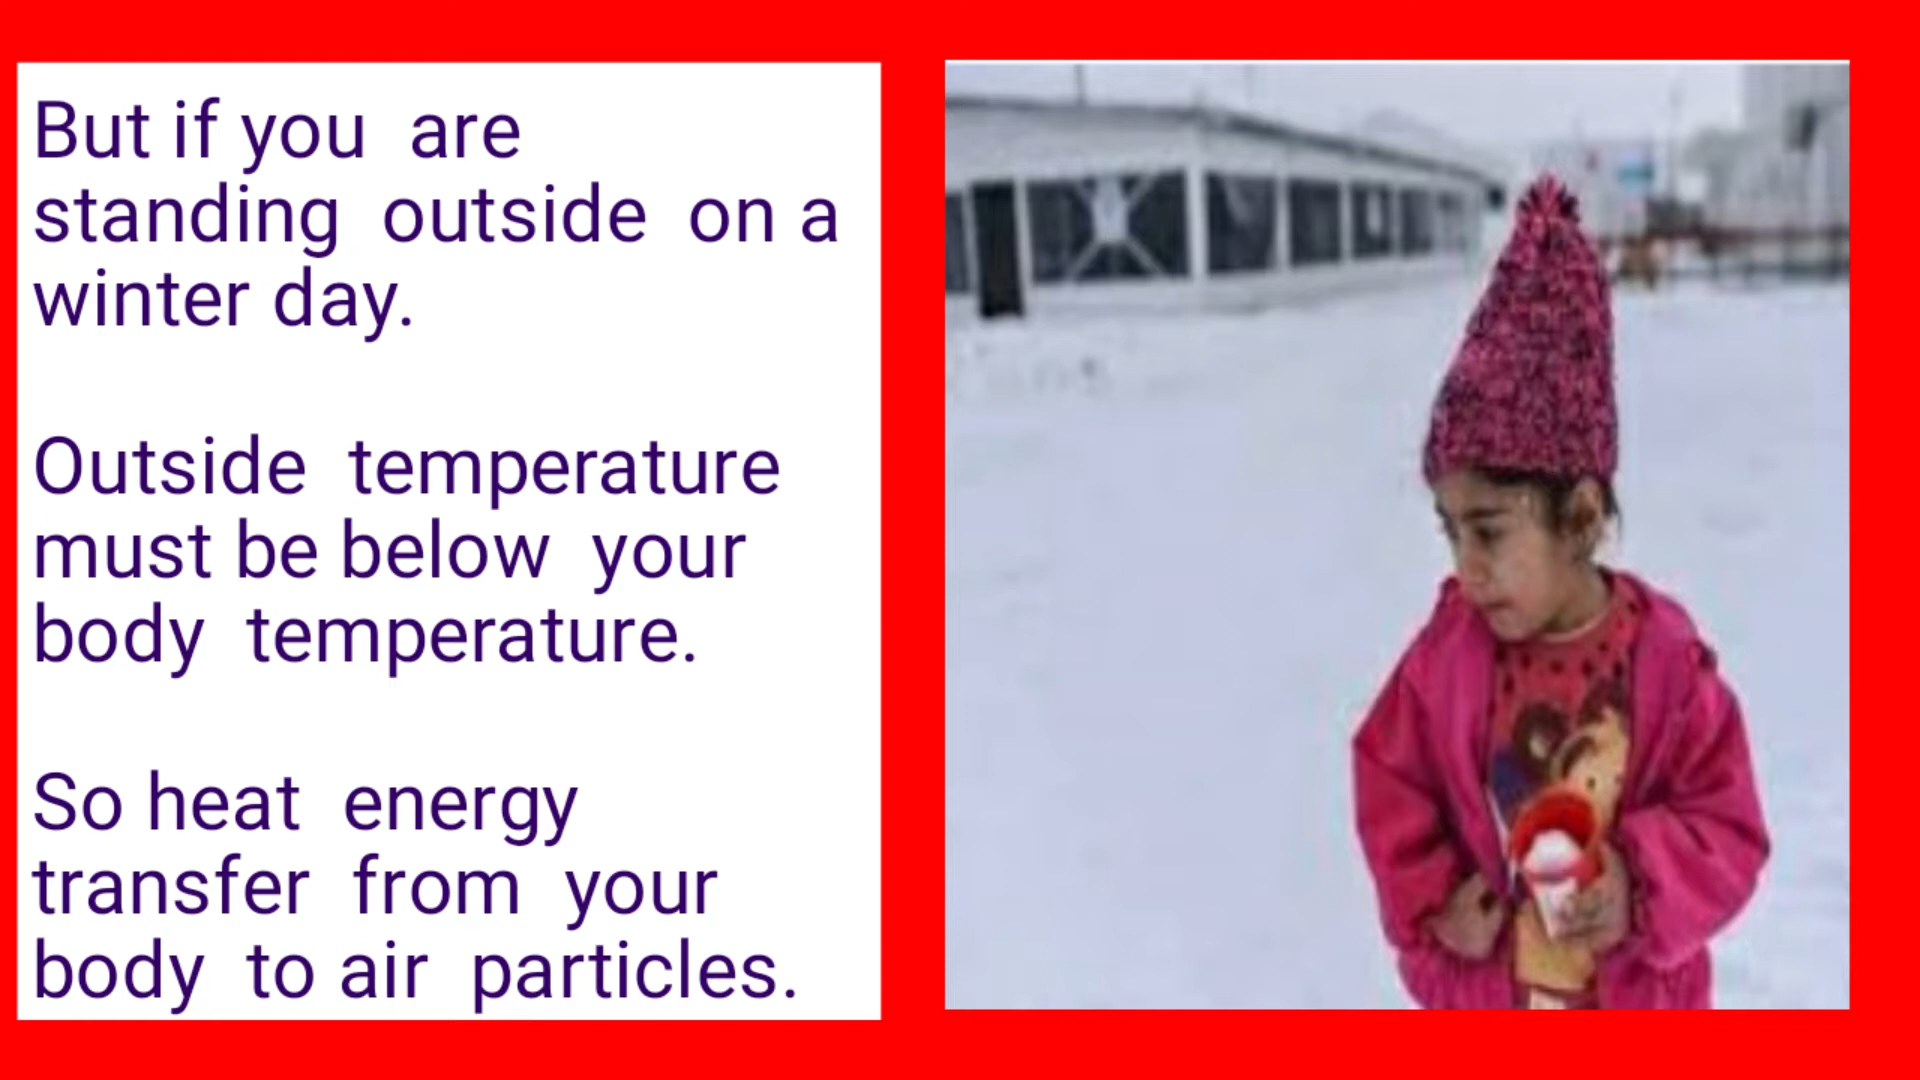 But if you are
standing outside on a
winter day.
Outside temperature
must be below your
body temperature.
So heat energy
transfer from your
body to air particles.